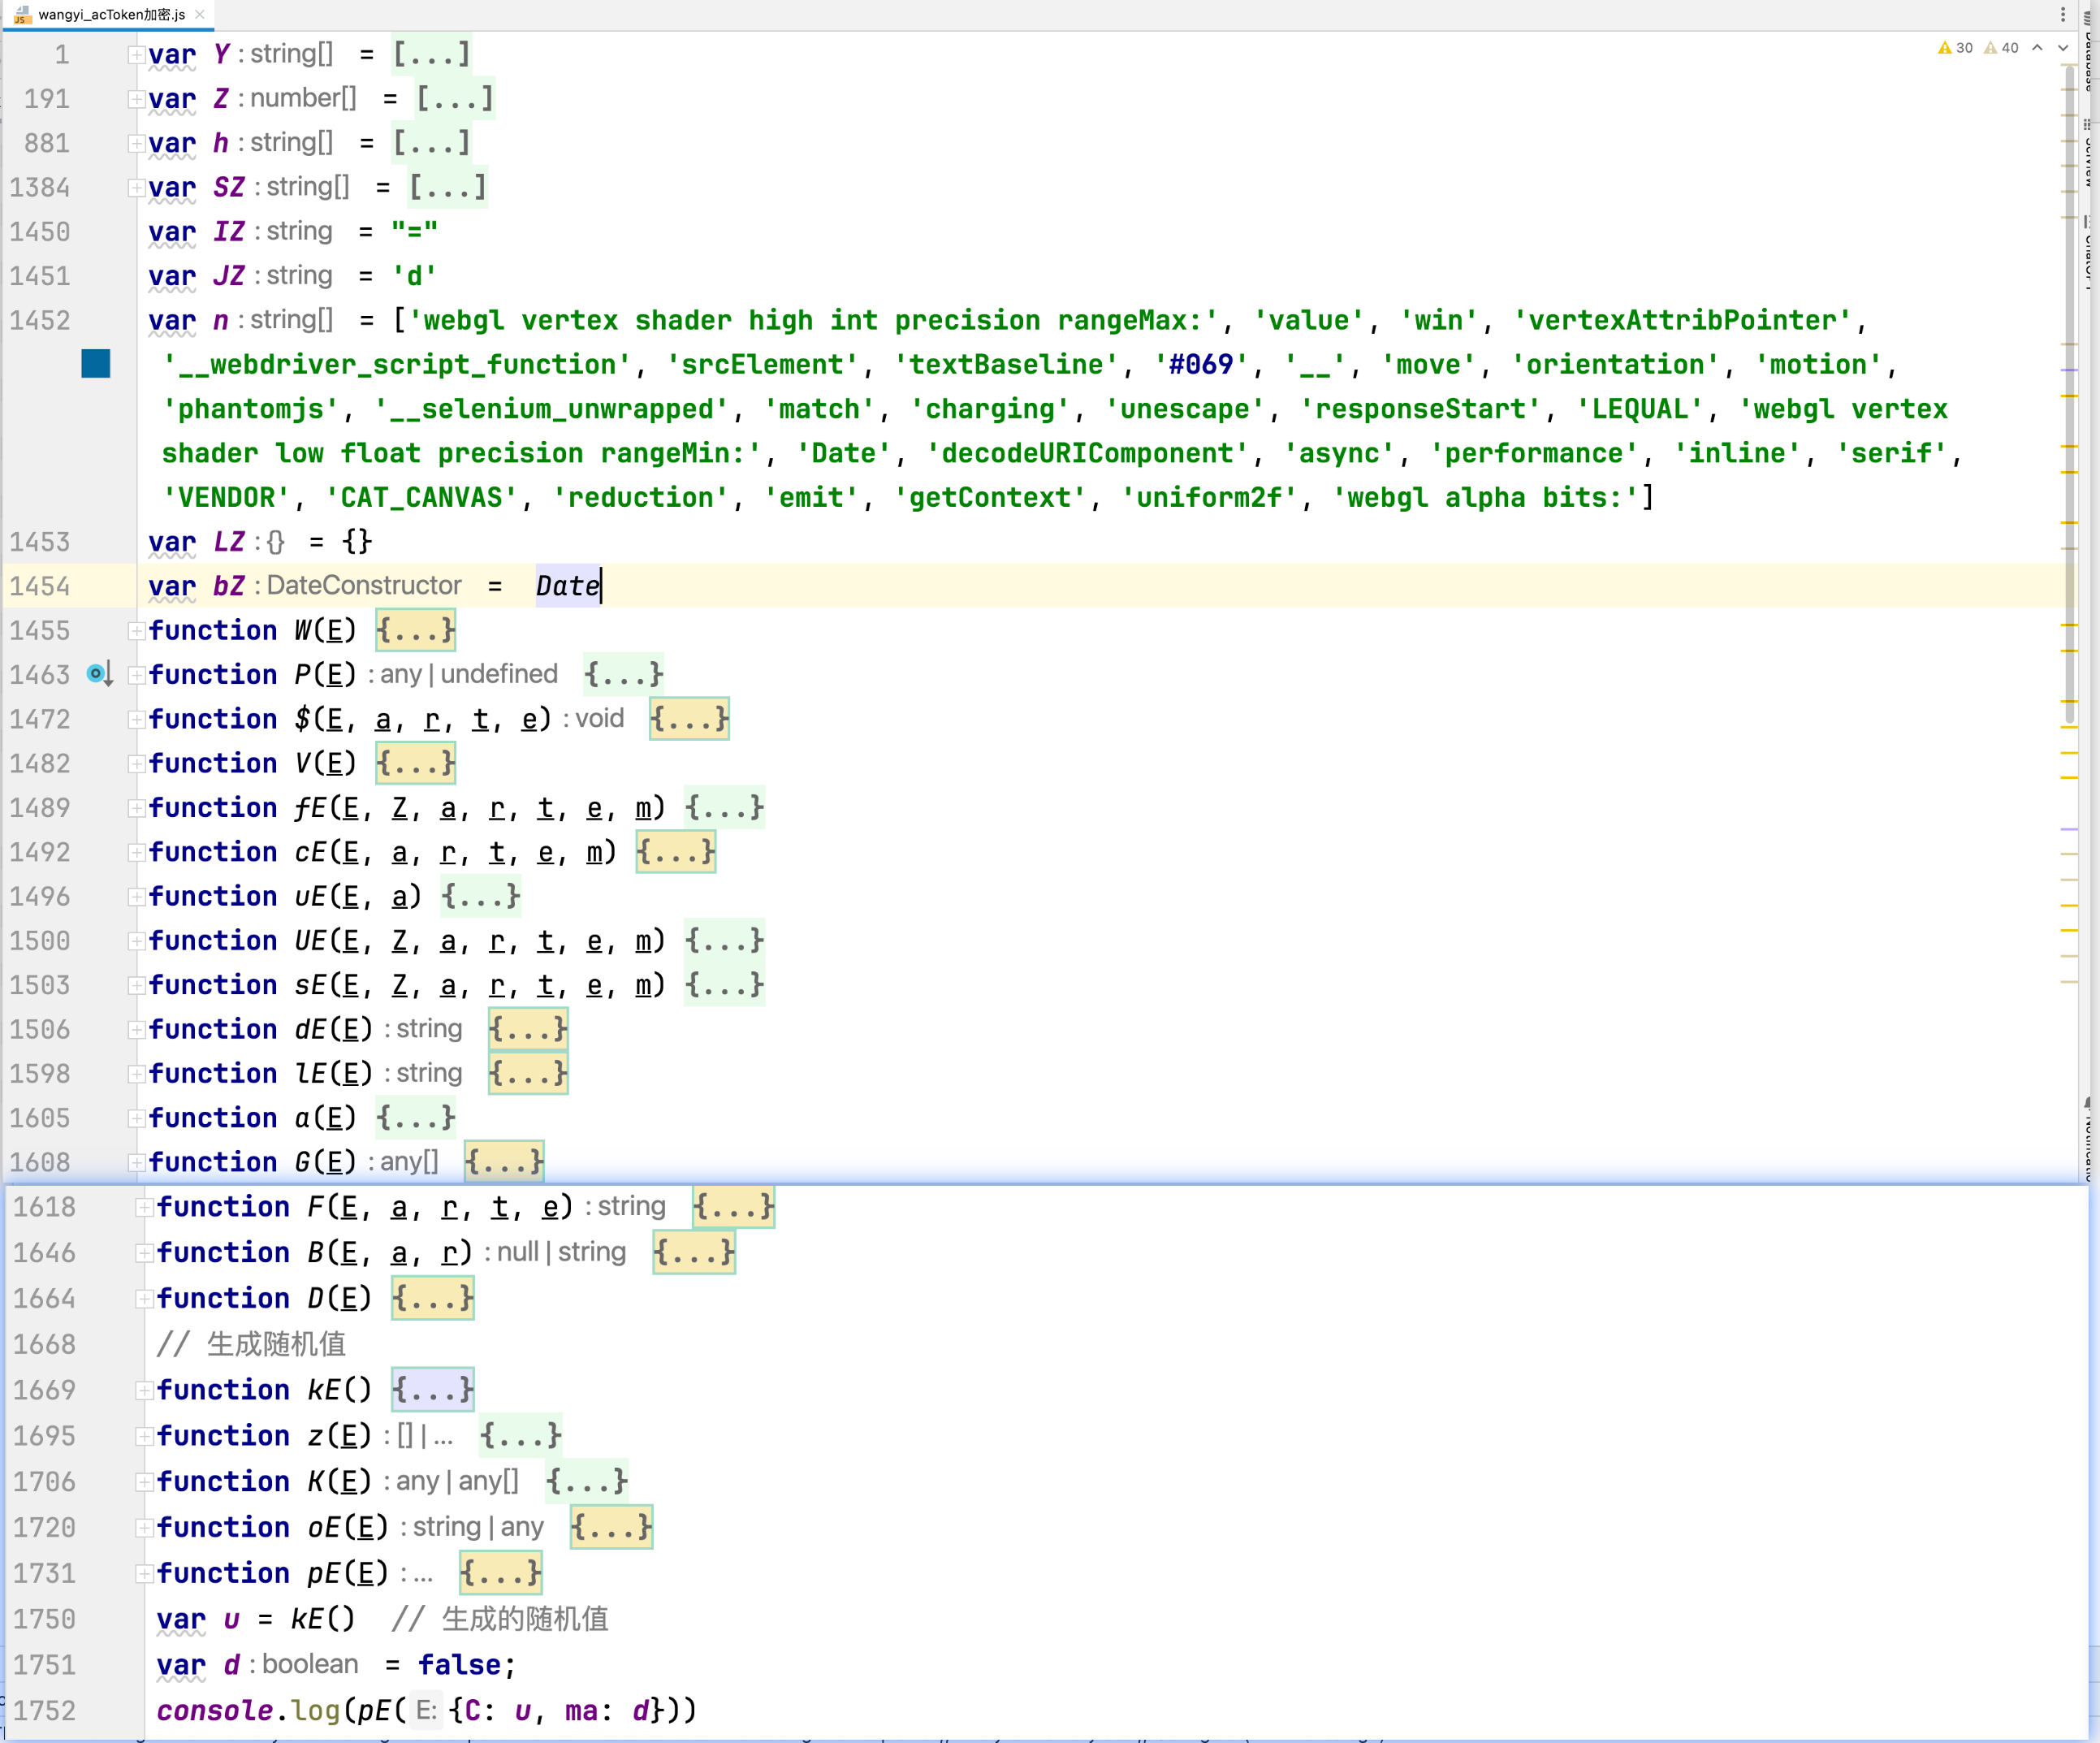 wangyi_acToken加密.js
30 40
1 var Y : string[] = [...]
191 var Z : number[] = [...]
881 var h : string[] = [...]
1384 var SZ : string[] = [...]
1450 var IZ : string = "="
1451 var JZ : string = 'd'
1452 var n : string[] = ['webgl vertex shader high int precision rangeMax:', 'value', 'win', 'vertexAttribPointer',
'__webdriver_script_function', 'srcElement', 'textBaseline', '#069', '__', 'move', 'orientation', 'motion',
'phantomjs', '__selenium_unwrapped', 'match', 'charging', 'unescape', 'responseStart', 'LEQUAL', 'webgl vertex
shader low float precision rangeMin:', 'Date', 'decodeURIComponent', 'async', 'performance', 'inline', 'serif',
'VENDOR', 'CAT_CANVAS', 'reduction', 'emit', 'getContext', 'uniform2f', 'webgl alpha bits:']
1453 var LZ : {} = {}
1454 var bZ : DateConstructor = Date
1455 function W(E) {...}
1463 function P(E) : any | undefined {...}
1472 function $(E, a, r, t, e) : void {...}
1482 function V(E) {...}
1489 function fE(E, Z, a, r, t, e, m) {...}
1492 function cE(E, a, r, t, e, m) {...}
1496 function uE(E, a) {...}
1500 function UE(E, Z, a, r, t, e, m) {...}
1503 function sE(E, Z, a, r, t, e, m) {...}
1506 function dE(E) : string {...}
1598 function lE(E) : string {...}
1605 function a(E) {...}
1608 function G(E) : any[] {...}
1618 function F(E, a, r, t, e) : string {...}
1646 function B(E, a, r) : null | string {...}
1664 function D(E) {...}
1668 // 生成随机值
1669 function kE() {...}
1695 function z(E) : [] | ... {...}
1706 function K(E) : any | any[] {...}
1720 function oE(E) : string | any {...}
1731 function pE(E) : ... {...}
1750 var u = kE() // 生成的随机值
1751 var d : boolean = false;
1752 console.log(pE( E: {C: u, ma: d}))